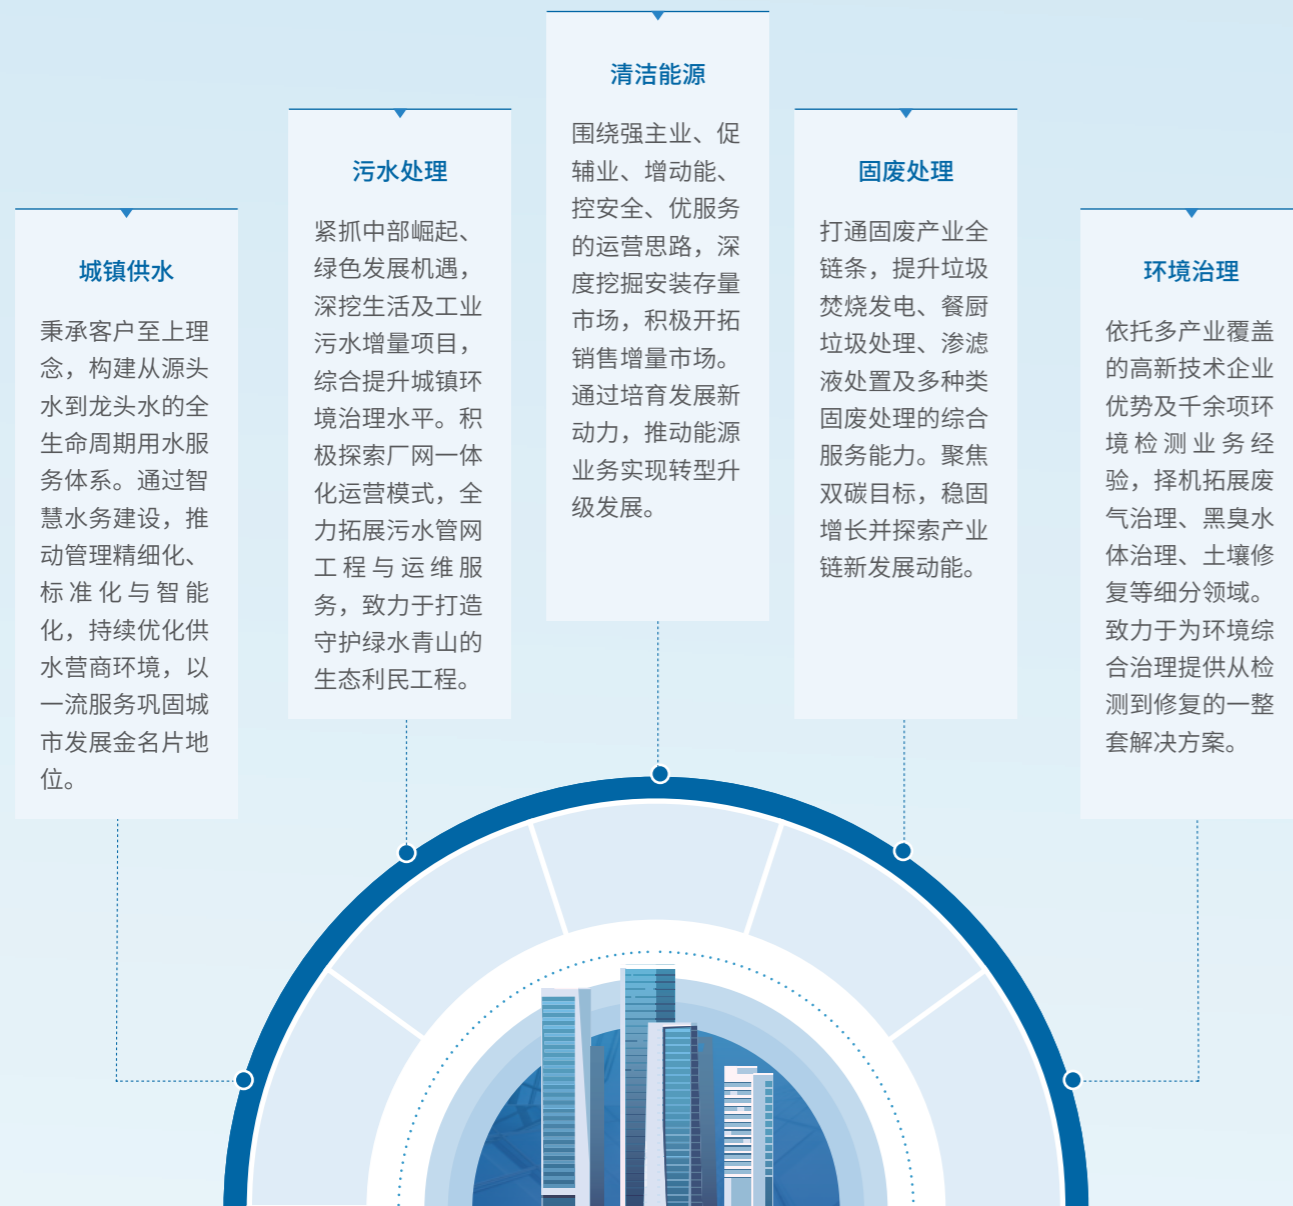 城镇供水
秉承客户至上理
念，构建从源头
水到龙头水的全
生命周期用水服
务体系。通过智
慧水务建设，推
动管理精细化、
标准化与智能
化，持续优化供
水营商环境，以
一流服务巩固城
市发展金名片地
位。
污水处理
紧抓中部崛起、
绿色发展机遇，
深挖生活及工业
污水增量项目，
综合提升城镇环
境治理水平。积
极探索厂网一体
化运营模式，全
力拓展污水管网
工程与运维服
务，致力于打造
守护绿水青山的
生态利民工程。
清洁能源
围绕强主业、促
辅业、增动能、
控安全、优服务
的运营思路，深
度挖掘安装存量
市场，积极开拓
销售增量市场。
通过培育发展新
动力，推动能源
业务实现转型升
级发展。
固废处理
打通固废产业全
链条，提升垃圾
焚烧发电、餐厨
垃圾处理、渗滤
液处置及多种类
固废处理的综合
服务能力。聚焦
双碳目标，稳固
增长并探索产业
链新发展动能。
环境治理
依托多产业覆盖
的高新技术企业
优势及千余项环
境检测业务经
验，择机拓展废
气治理、黑臭水
体治理、土壤修
复等细分领域。
致力于为环境综
合治理提供从检
测到修复的一整
套解决方案。